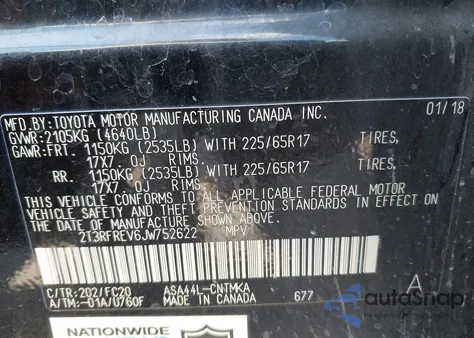 MFD.BY:TOYOTA MOTOR MANUFACTURING CANADA INC. 01/18
GVWR:2105KG (4640LB)
GAWR:FRT. 1150KG (2535LB) WITH 225/65R17 TIRES,
17X7 0J RIMS.
RR. 1150KG (2535LB) WITH 225/65R17 TIRES,
17X7 0J RIMS.
THIS VEHICLE CONFORMS TO ALL APPLICABLE FEDERAL MOTOR
VEHICLE SAFETY AND THEFT PREVENTION STANDARDS IN EFFECT ON
THE DATE OF MANUFACTURE SHOWN ABOVE.
2T3RFREV6JW752622 MPV
C/TR:202/FC20 ASA44L-CNTMKA A
A/TM:-01A/U760F MADE IN CANADA 677
autoSnap
NATIONWIDE